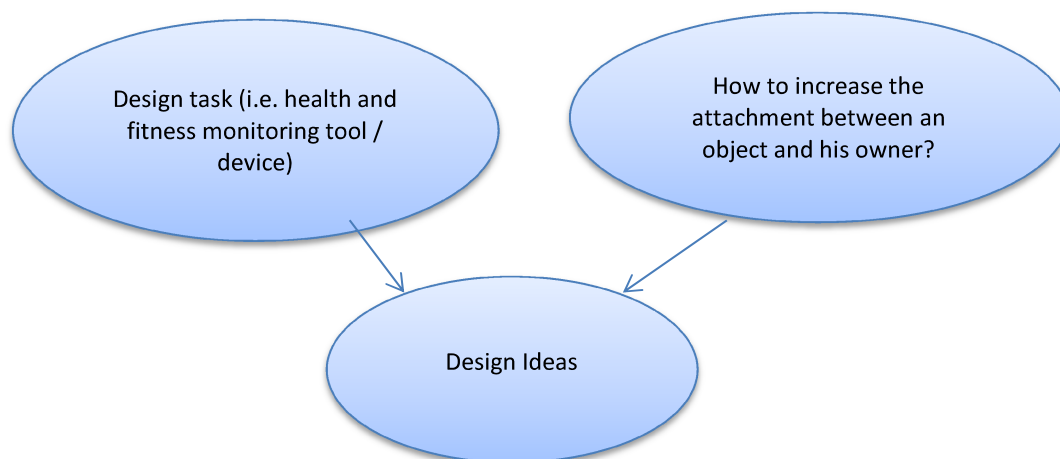 Design task (i.e. health and
fitness monitoring tool /
device)
How to increase the
attachment between an
object and his owner?
Design Ideas